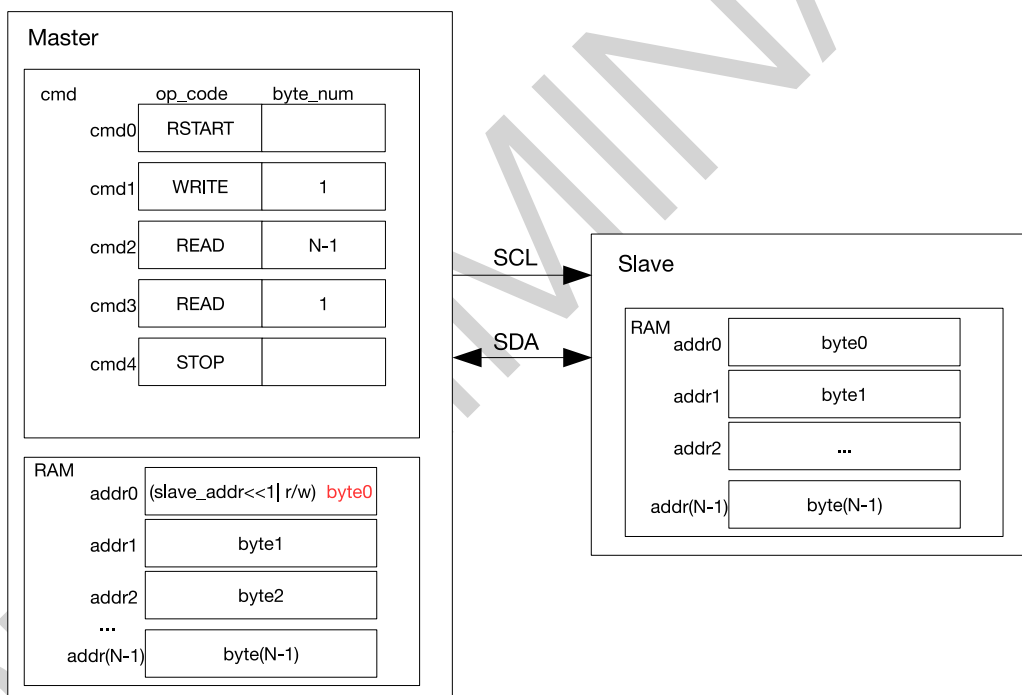 Master
cmd op_code byte_num
cmd0 RSTART
cmd1 WRITE 1
cmd2 READ N-1
cmd3 READ 1
cmd4 STOP
RAM
addr0 (slave_addr<<1| r/w) byte0
addr1 byte1
addr2 byte2
...
addr(N-1) byte(N-1)
SCL
SDA
Slave
RAM
addr0 byte0
addr1 byte1
addr2 ...
addr(N-1) byte(N-1)